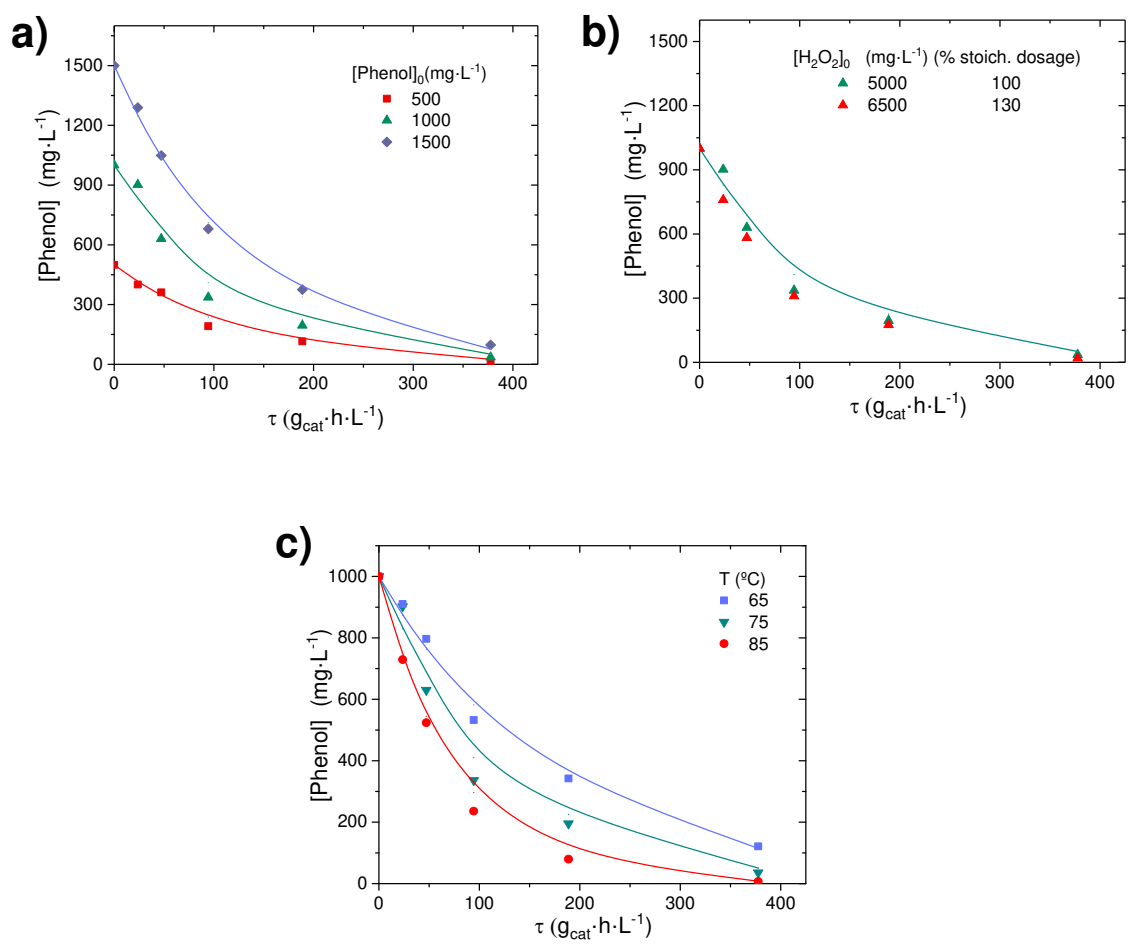 a)
[Phenol]₀(mg·L⁻¹)
500
1000
1500
1500
1250
1000
750
900
600
300
0
[Phenol] (mg·L⁻¹)
0 100 200 300 400
τ (g_cat·h·L⁻¹)
b)
[H₂O₂]₀ (mg·L⁻¹) (% stoich. dosage)
5000 100
6500 130
1500
1200
900
600
300
0
[Phenol] (mg·L⁻¹)
0 100 200 300 400
τ (g_cat·h·L⁻¹)
c)
T (ºC)
65
75
85
1000
800
600
400
200
0
[Phenol] (mg·L⁻¹)
0 100 200 300 400
τ (g_cat·h·L⁻¹)